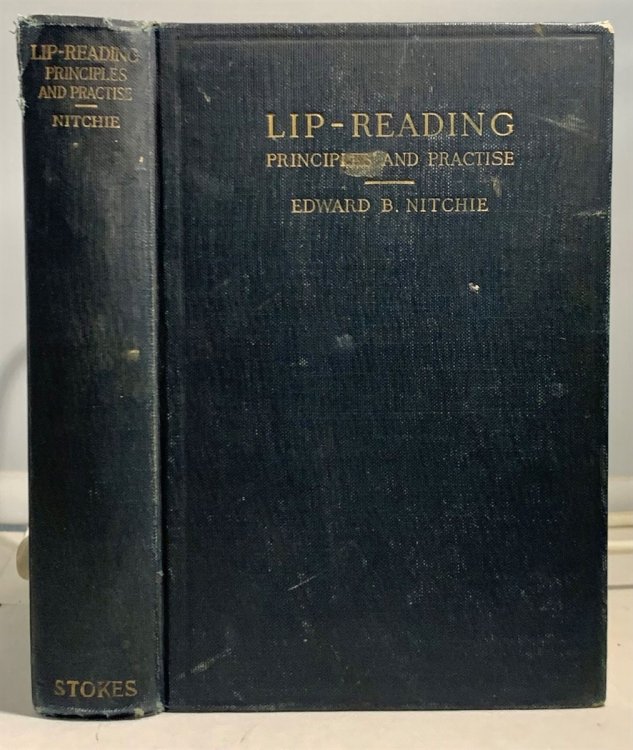 LIP-READING
PRINCIPLES
AND PRACTISE
NITCHIE
STOKES
LIP-READING
PRINCIPLES AND PRACTISE
EDWARD B. NITCHIE